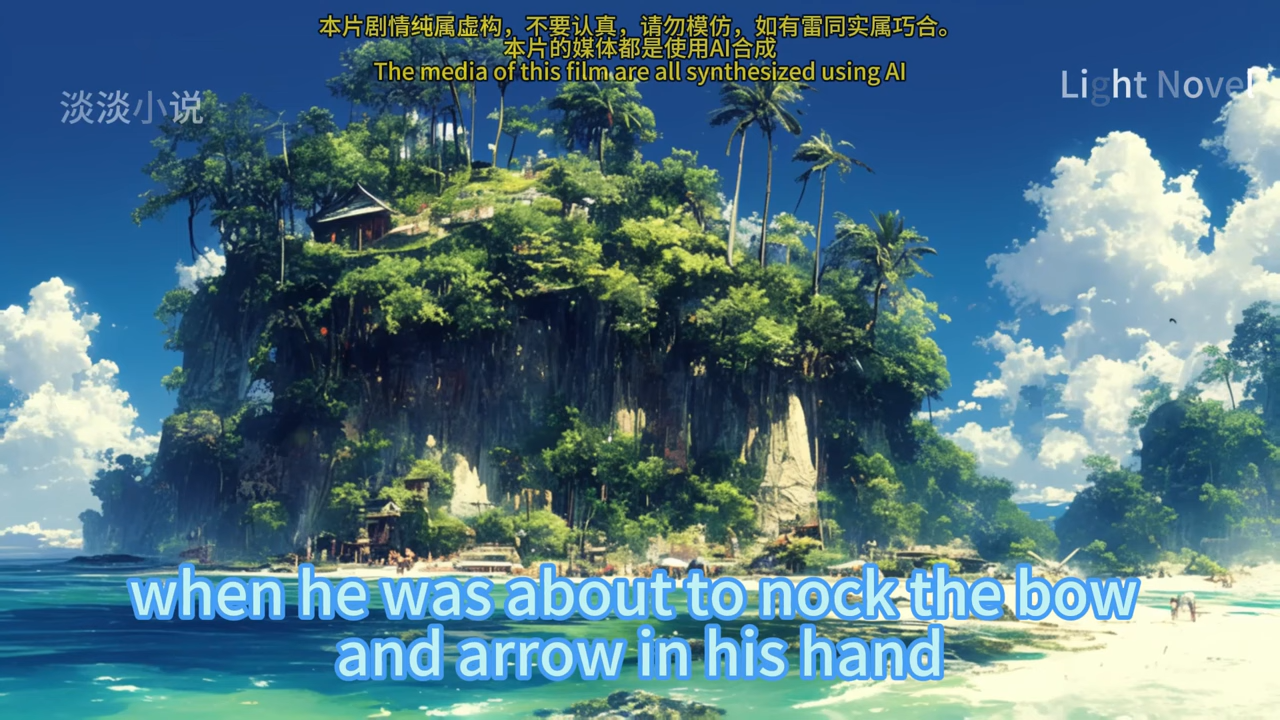 本片剧情纯属虚构，不要认真，请勿模仿，如有雷同实属巧合。
本片的媒体都是使用AI合成
The media of this film are all synthesized using AI
淡淡小说
Light Novel
when he was about to nock the bow
and arrow in his hand